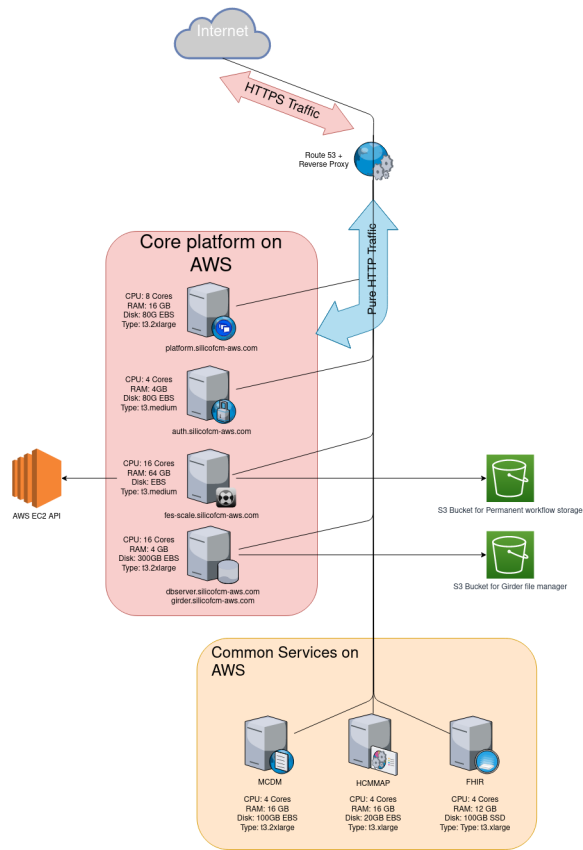 Internet
HTTPS Traffic
Route 53 +
Reverse Proxy
Pure HTTP Traffic
Core platform on
AWS
CPU: 8 Cores
RAM: 16 GB
Disk: 80G EBS
Type: t3.2xlarge
platform.silicofcm-aws.com
CPU: 4 Cores
RAM: 4GB
Disk: 80G EBS
Type: t3.medium
auth.silicofcm-aws.com
CPU: 16 Cores
RAM: 64 GB
Disk: EBS
Type: t3.medium
fes-scale.silicofcm-aws.com
AWS EC2 API
S3 Bucket for Permanent workflow storage
CPU: 16 Cores
RAM: 4 GB
Disk: 300GB EBS
Type: t3.2xlarge
dbserver.silicofcm-aws.com
girder.silicofcm-aws.com
S3 Bucket for Girder file manager
Common Services on
AWS
MCDM
CPU: 4 Cores
RAM: 16 GB
Disk: 100GB EBS
Type: t3.2xlarge
HCMMAP
CPU: 4 Cores
RAM: 16 GB
Disk: 20GB EBS
Type: t3.xlarge
FHIR
CPU: 4 Cores
RAM: 12 GB
Disk: 100GB SSD
Type: Type: t3.xlarge